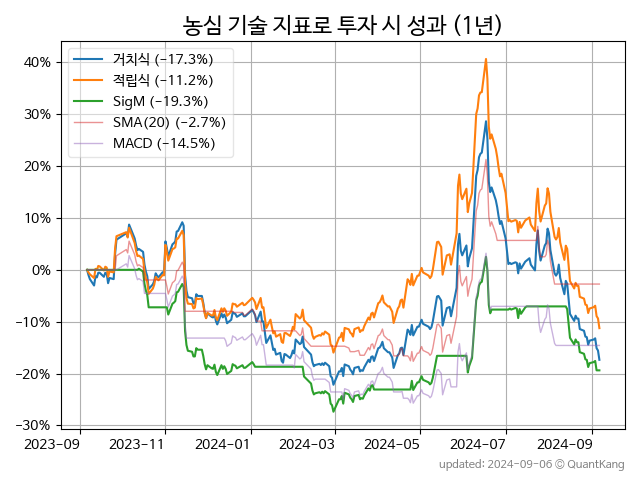 농심 기술 지표로 투자 시 성과 (1년)
거치식 (−17.3%)
적립식 (−11.2%)
SigM (−19.3%)
SMA(20) (−2.7%)
MACD (−14.5%)
40%
30%
20%
10%
0%
−10%
−20%
−30%
2023−09 2023−11 2024−01 2024−03 2024−05 2024−07 2024−09
updated: 2024−09−06 © QuantKang